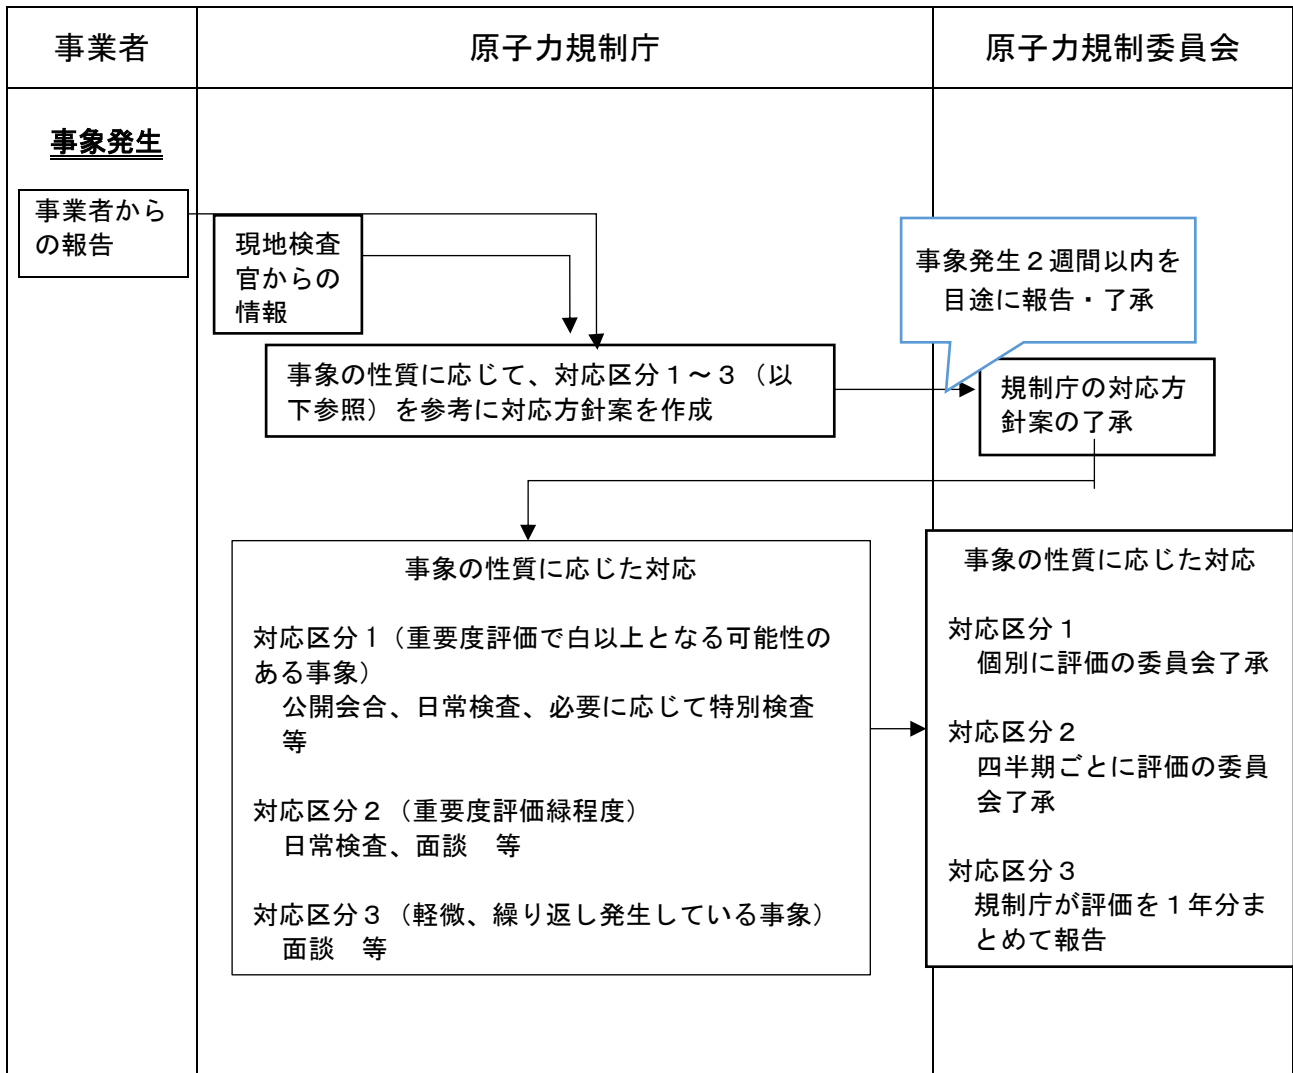 事業者
原子力規制庁
原子力規制委員会
事象発生
事業者から
の報告
現地検査
官からの
情報
事象発生２週間以内を
目途に報告・了承
事象の性質に応じて、対応区分１～３（以
下参照）を参考に対応方針案を作成
規制庁の対応方
針案の了承
事象の性質に応じた対応
対応区分１（重要度評価で白以上となる可能性の
ある事象）
公開会合、日常検査、必要に応じて特別検査
等
対応区分２（重要度評価緑程度）
日常検査、面談　等
対応区分３（軽微、繰り返し発生している事象）
面談　等
事象の性質に応じた対応
対応区分１
個別に評価の委員会了承
対応区分２
四半期ごとに評価の委員
会了承
対応区分３
規制庁が評価を１年分ま
とめて報告